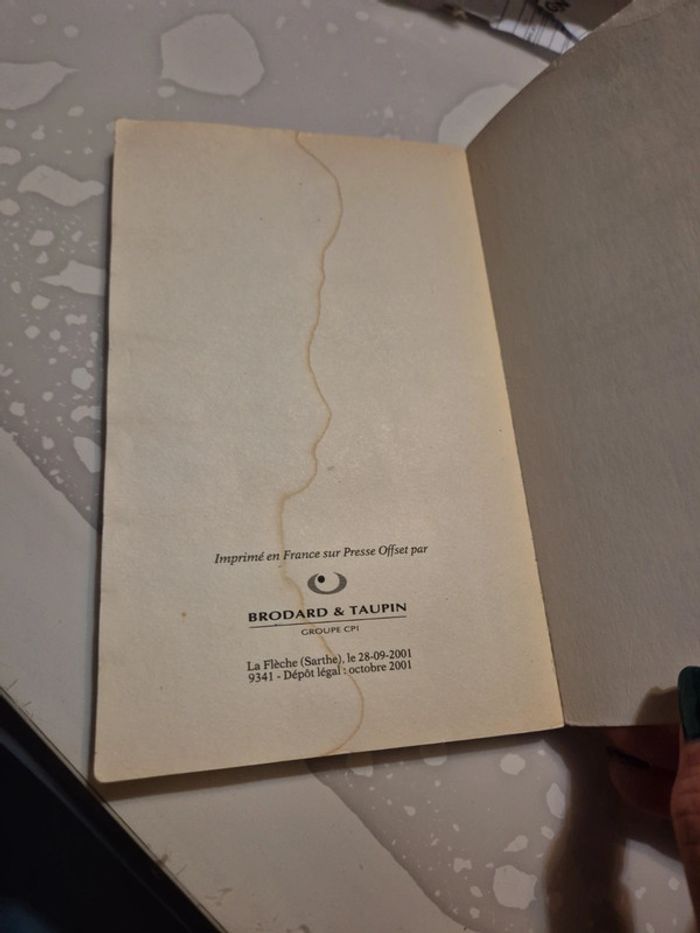 Imprimé en France sur Presse Offset par
BRODARD & TAUPIN
GROUPE CPI
La Flèche (Sarthe), le 28-09-2001
9341 - Dépôt légal : octobre 2001